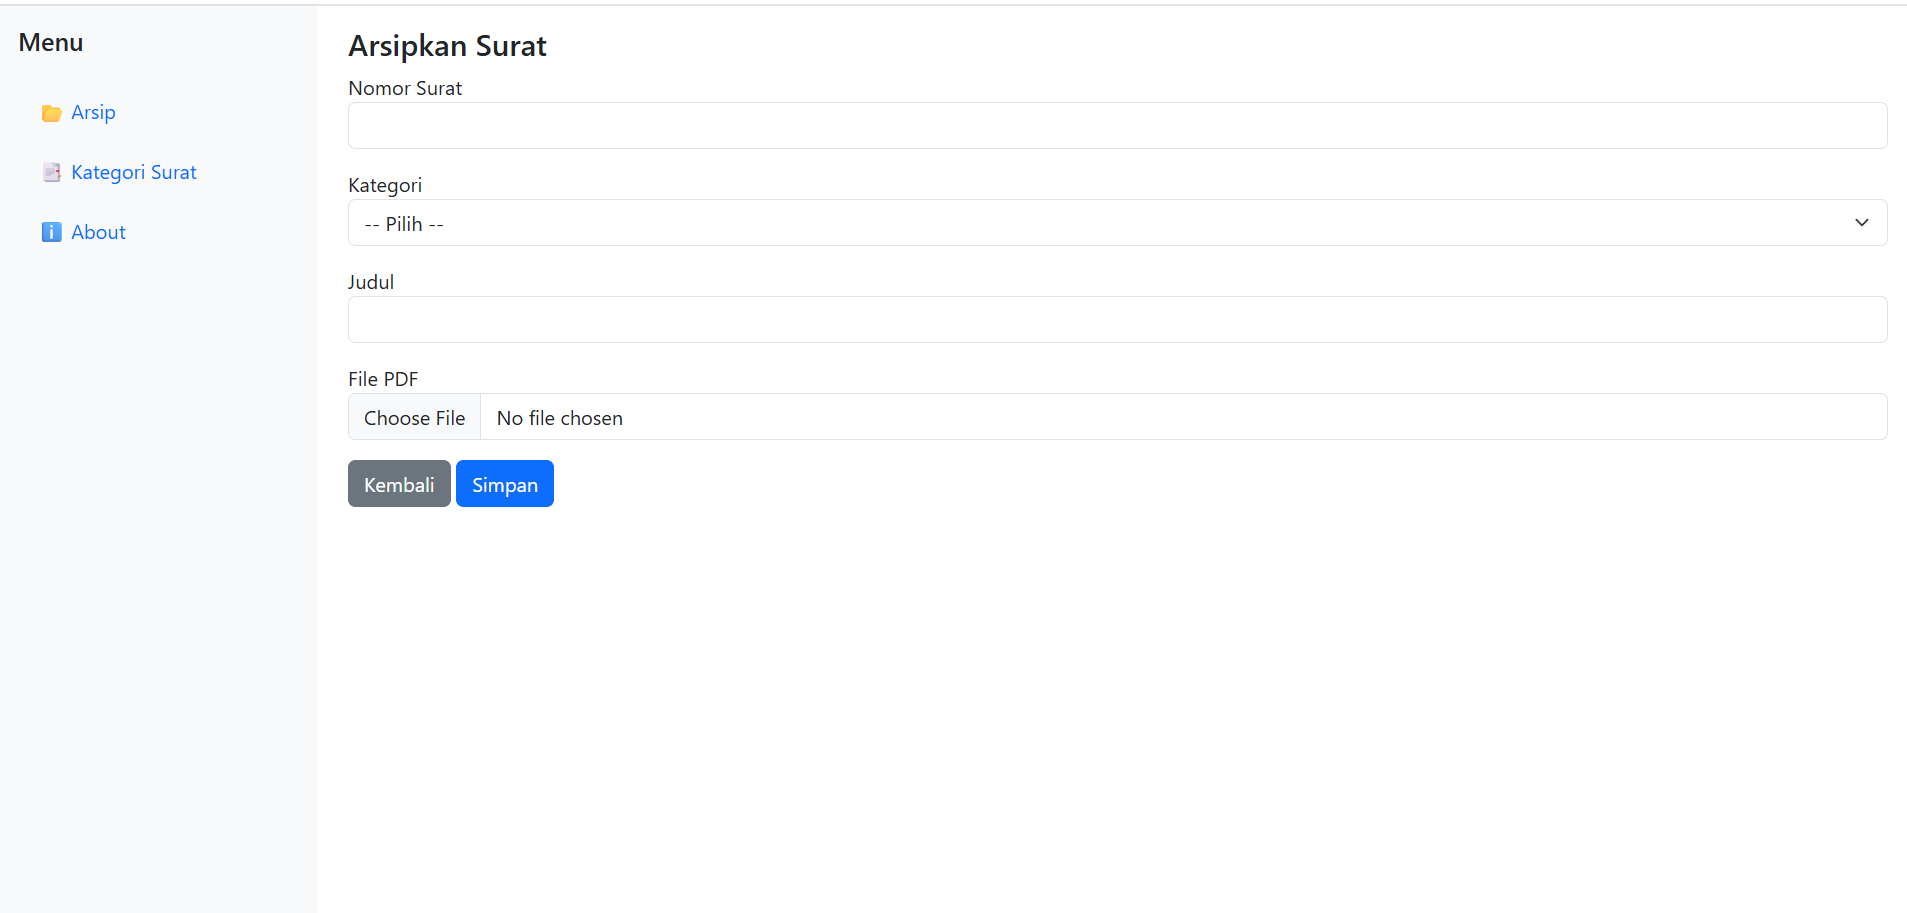 Menu
Arsip
Kategori Surat
About
Arsipkan Surat
Nomor Surat
Kategori
-- Pilih --
Judul
File PDF
Choose File No file chosen
Kembali Simpan